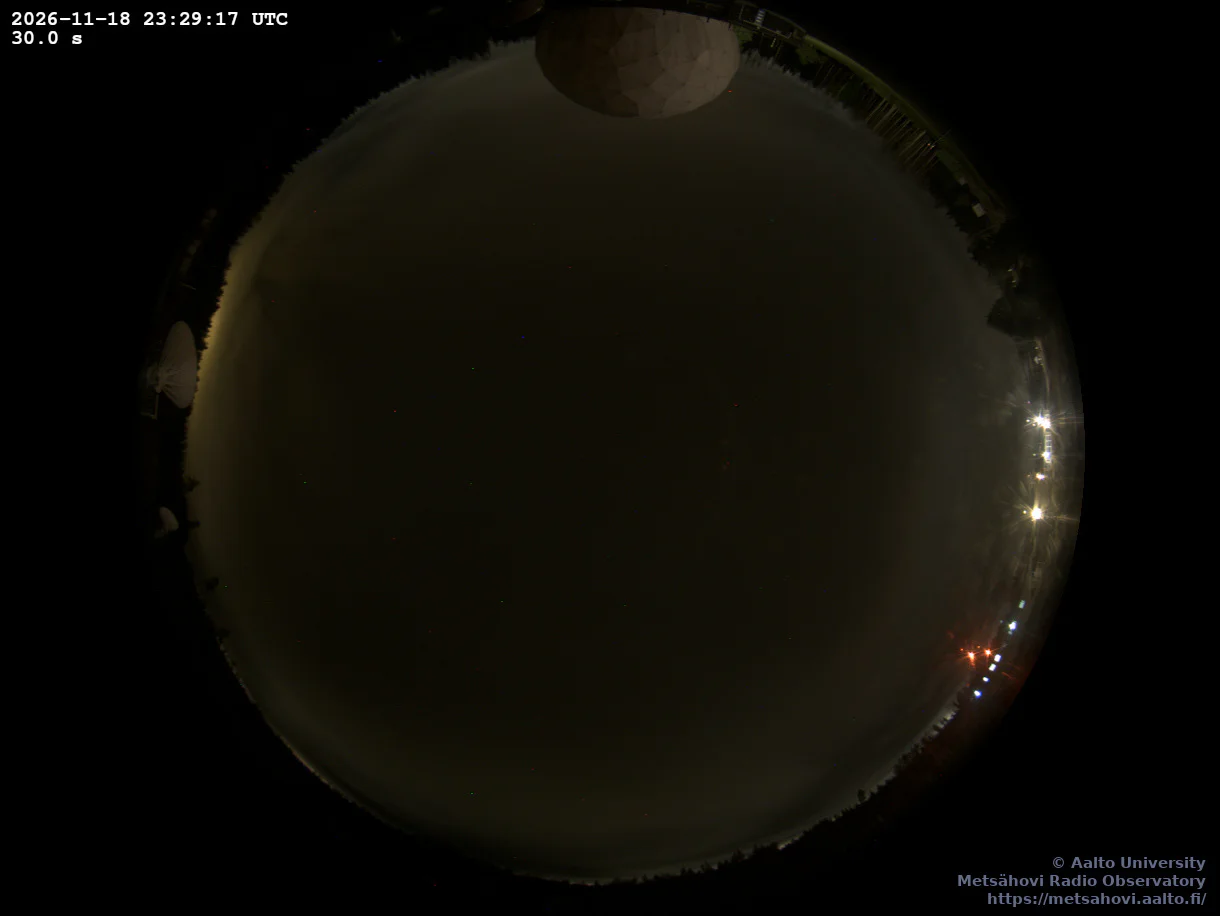 2026-11-18 23:29:17 UTC
30.0 s
© Aalto University
Metsähovi Radio Observatory
https://metsahovi.aalto.fi/